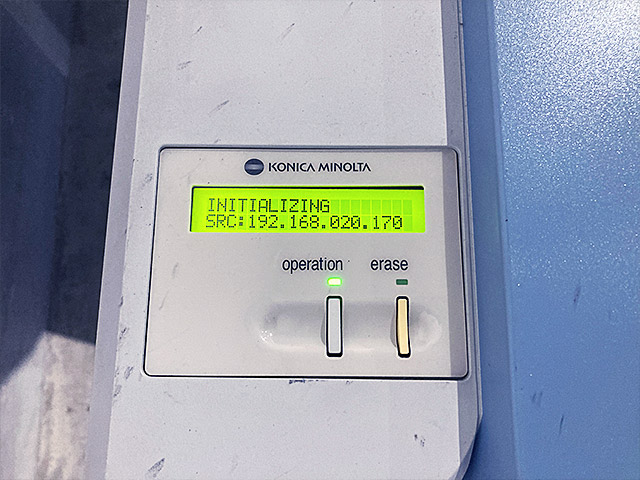 KONICA MINOLTA
INITIALIZING
SRC:192.168.020.170
operation erase